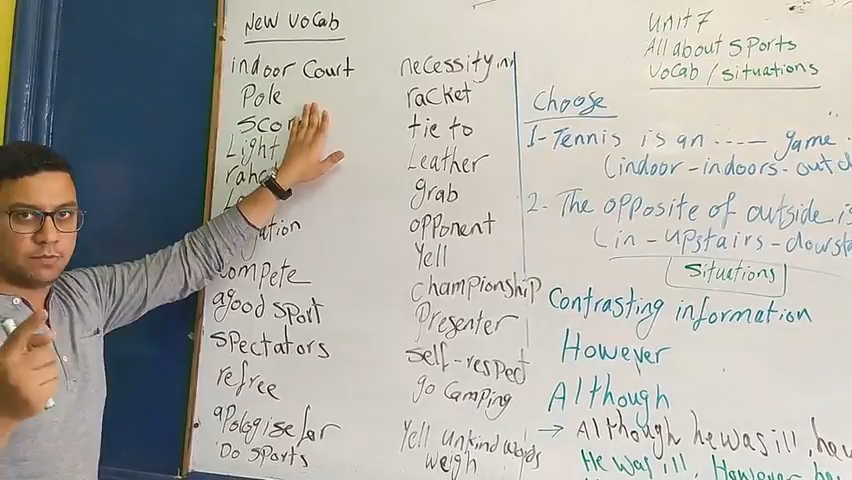 New Vocab
indoor Court
Pole
Light
compete
a good sport
spectators
refree
apologise for
Do sports
necessity
racket
tie to
Leather
grab
opponent
Yell
championship
Presenter
self-respect
go camping
Yell unkind words
weigh
Unit 7
All about sports
Vocab / situations
Choose
1- Tennis is an .... game.
(indoor - indoors -
2- The opposite of outside is
(in - upstairs -
situations
Contrasting information
However
Although
→ Although he was ill,
He was ill, However